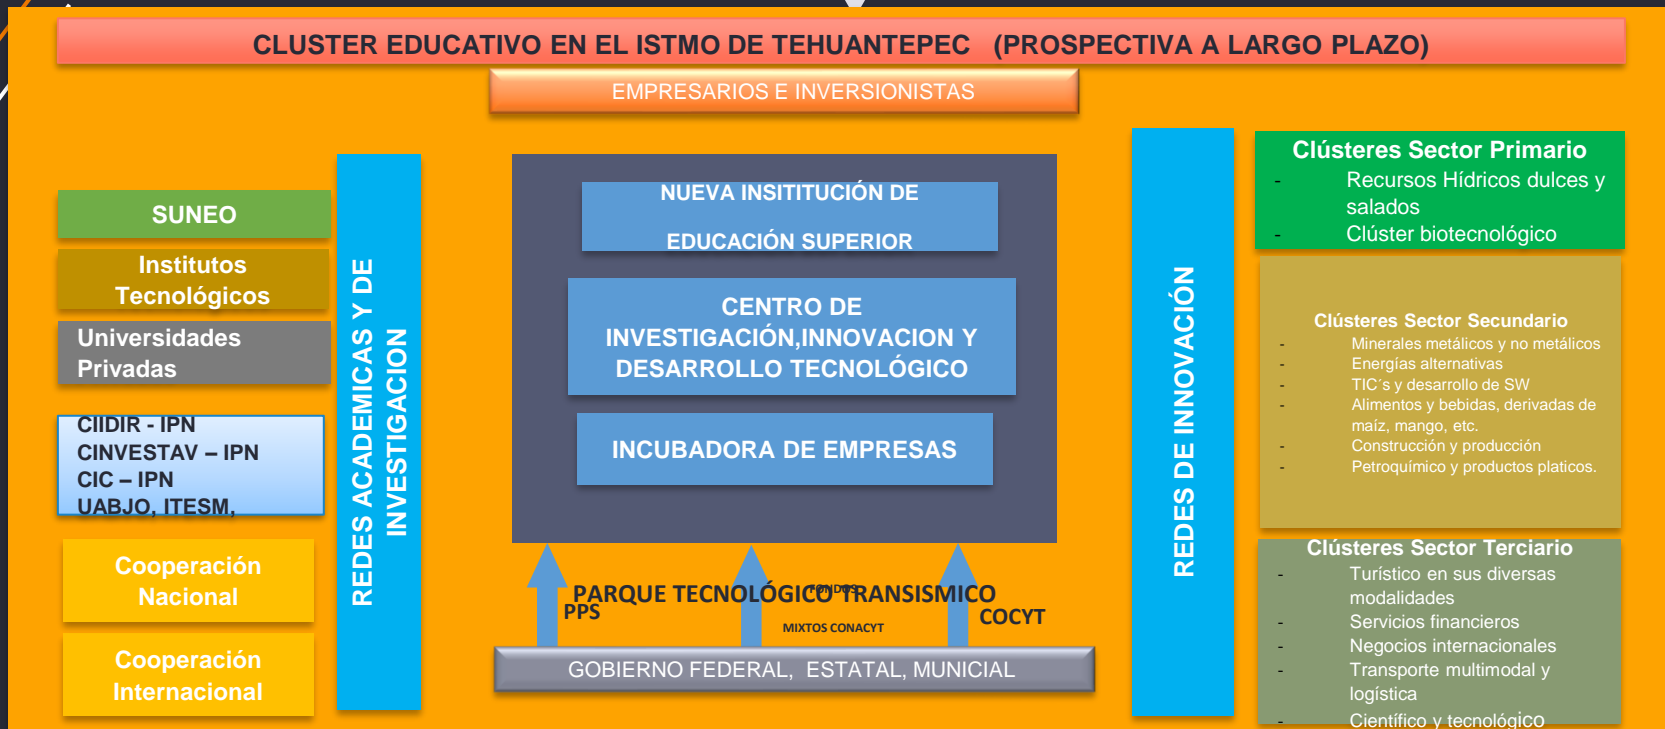 CLUSTER EDUCATIVO EN EL ISTMO DE TEHUANTEPEC (PROSPECTIVA A LARGO PLAZO)
EMPRESARIOS E INVERSIONISTAS
SUNEO
Institutos
Tecnológicos
Universidades
Privadas
CIIDIR - IPN
CINVESTAV – IPN
CIC – IPN
UABJO, ITESM,
Cooperación
Nacional
Cooperación
Internacional
REDES ACADEMICAS Y DE
INVESTIGACION
NUEVA INSITITUCIÓN DE
EDUCACIÓN SUPERIOR
CENTRO DE
INVESTIGACIÓN,INNOVACION Y
DESARROLLO TECNOLÓGICO
INCUBADORA DE EMPRESAS
PARQUE TECNOLÓGICO TRANSISMICO
PPS
FONDOS
MIXTOS CONACYT
COCYT
GOBIERNO FEDERAL, ESTATAL, MUNICIAL
REDES DE INNOVACIÓN
Clústeres Sector Primario
- Recursos Hídricos dulces y
salados
- Clúster biotecnológico
Clústeres Sector Secundario
- Minerales metálicos y no metálicos
- Energías alternativas
- TIC´s y desarrollo de SW
- Alimentos y bebidas, derivadas de
maíz, mango, etc.
- Construcción y producción
- Petroquímico y productos platicos.
Clústeres Sector Terciario
- Turístico en sus diversas
modalidades
- Servicios financieros
- Negocios internacionales
- Transporte multimodal y
logística
- Científico y tecnológico